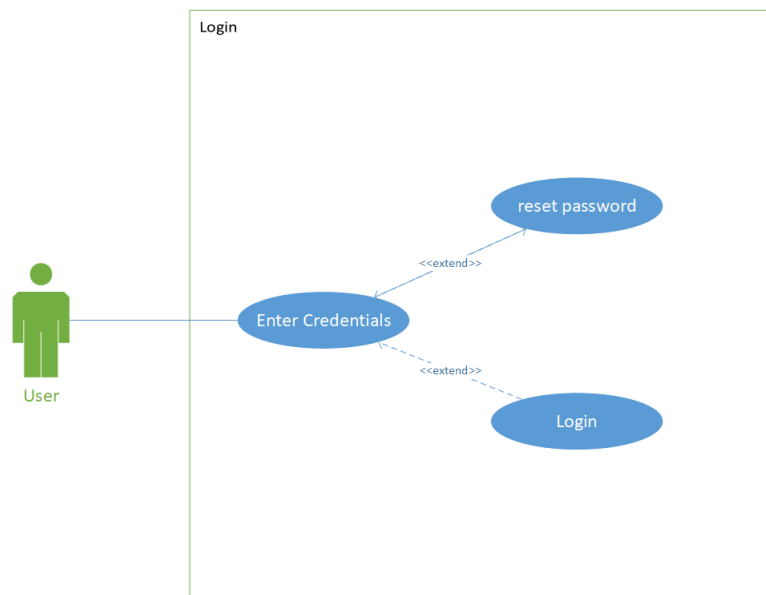 Login
reset password
<<extend>>
Enter Credentials
<<extend>>
User
Login